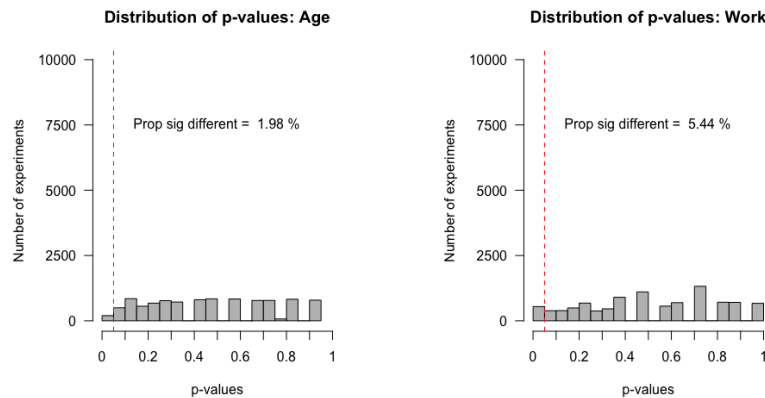 Distribution of p-values: Age
Number of experiments
10000
7500
5000
2500
0
Prop sig different = 1.98 %
0 0.2 0.4 0.6 0.8 1
p-values
Distribution of p-values: Work
Number of experiments
10000
7500
5000
2500
0
Prop sig different = 5.44 %
0 0.2 0.4 0.6 0.8 1
p-values